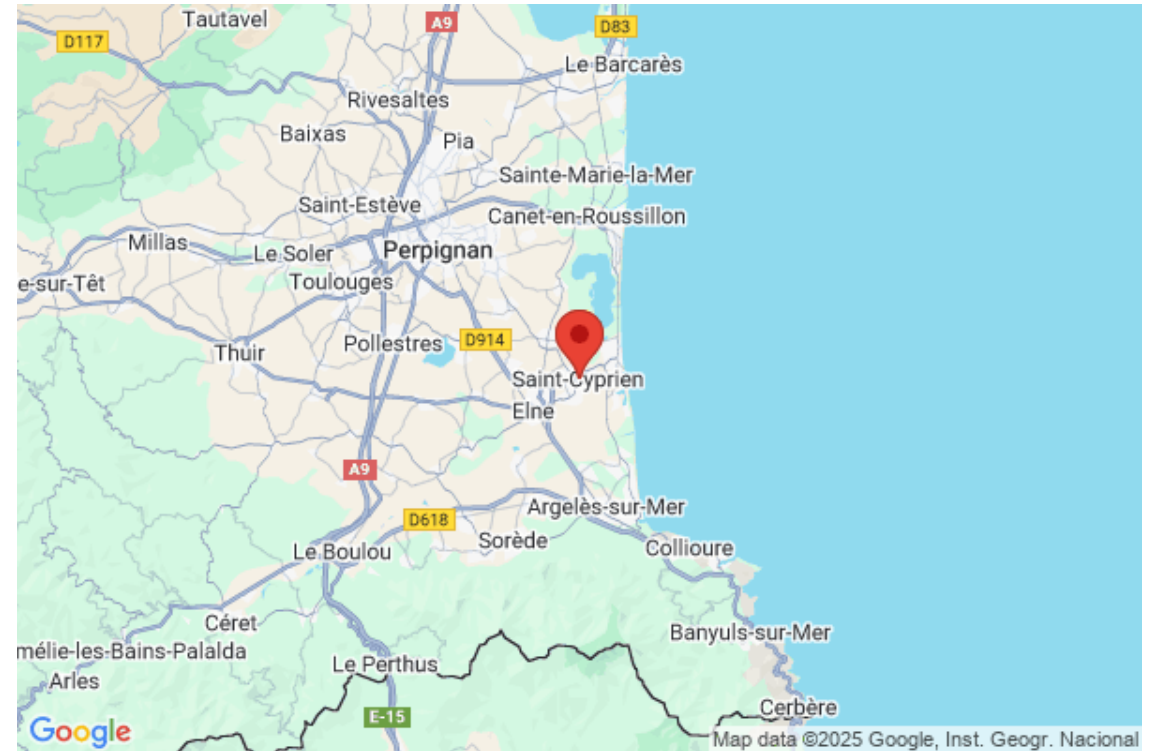 Tautavel
A9
D83
D117
Le Barcarès
Rivesaltes
Baixas
Pia
Sainte-Marie-la-Mer
Saint-Estève
Canet-en-Roussillon
Millas
Le Soler
Perpignan
e-sur-Têt
Toulouges
Thuir
Pollestres
D914
Saint-Cyprien
Elne
A9
Argelès-sur-Mer
D618
Sorède
Le Boulou
Collioure
Céret
Banyuls-sur-Mer
mélie-les-Bains-Palalda
Le Perthus
Arles
Cerbère
E-15
Google
Map data ©2025 Google, Inst. Geogr. Nacional